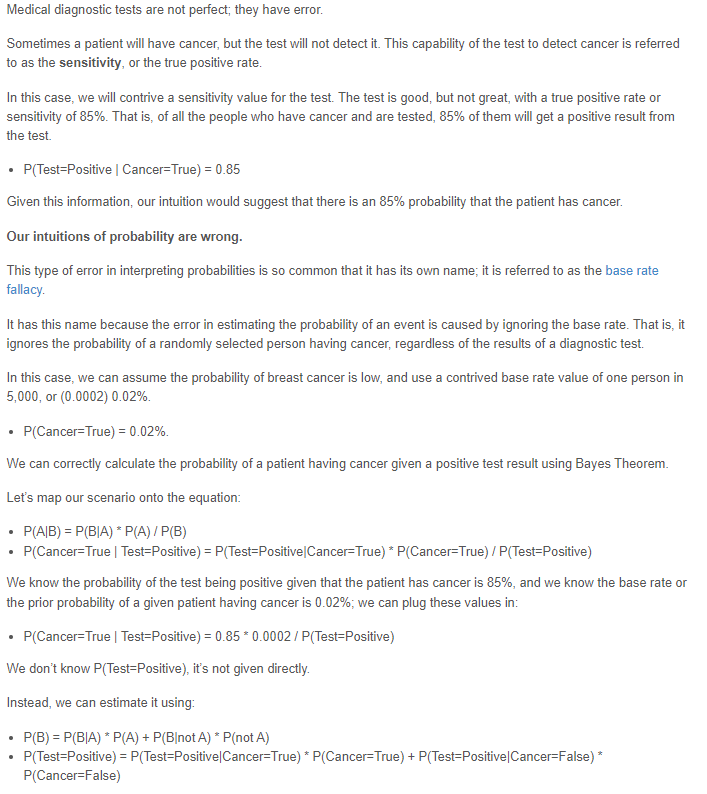 Medical diagnostic tests are not perfect; they have error.
Sometimes a patient will have cancer, but the test will not detect it. This capability of the test to detect cancer is referred
to as the sensitivity, or the true positive rate.
In this case, we will contrive a sensitivity value for the test. The test is good, but not great, with a true positive rate or
sensitivity of 85%. That is, of all the people who have cancer and are tested, 85% of them will get a positive result from
the test.
• P(Test=Positive | Cancer=True) = 0.85
Given this information, our intuition would suggest that there is an 85% probability that the patient has cancer.
Our intuitions of probability are wrong.
This type of error in interpreting probabilities is so common that it has its own name; it is referred to as the base rate
fallacy.
It has this name because the error in estimating the probability of an event is caused by ignoring the base rate. That is, it
ignores the probability of a randomly selected person having cancer, regardless of the results of a diagnostic test.
In this case, we can assume the probability of breast cancer is low, and use a contrived base rate value of one person in
5,000, or (0.0002) 0.02%.
• P(Cancer=True) = 0.02%.
We can correctly calculate the probability of a patient having cancer given a positive test result using Bayes Theorem.
Let's map our scenario onto the equation:
• P(A|B) = P(B|A) * P(A) / P(B)
• P(Cancer=True | Test=Positive) = P(Test=Positive|Cancer=True) * P(Cancer=True) / P(Test=Positive)
We know the probability of the test being positive given that the patient has cancer is 85%, and we know the base rate or
the prior probability of a given patient having cancer is 0.02%; we can plug these values in:
• P(Cancer=True | Test=Positive) = 0.85 * 0.0002 / P(Test=Positive)
We don't know P(Test=Positive), it's not given directly.
Instead, we can estimate it using:
• P(B) = P(B|A) * P(A) + P(B|not A) * P(not A)
• P(Test=Positive) = P(Test=Positive|Cancer=True) * P(Cancer=True) + P(Test=Positive|Cancer=False) *
P(Cancer=False)